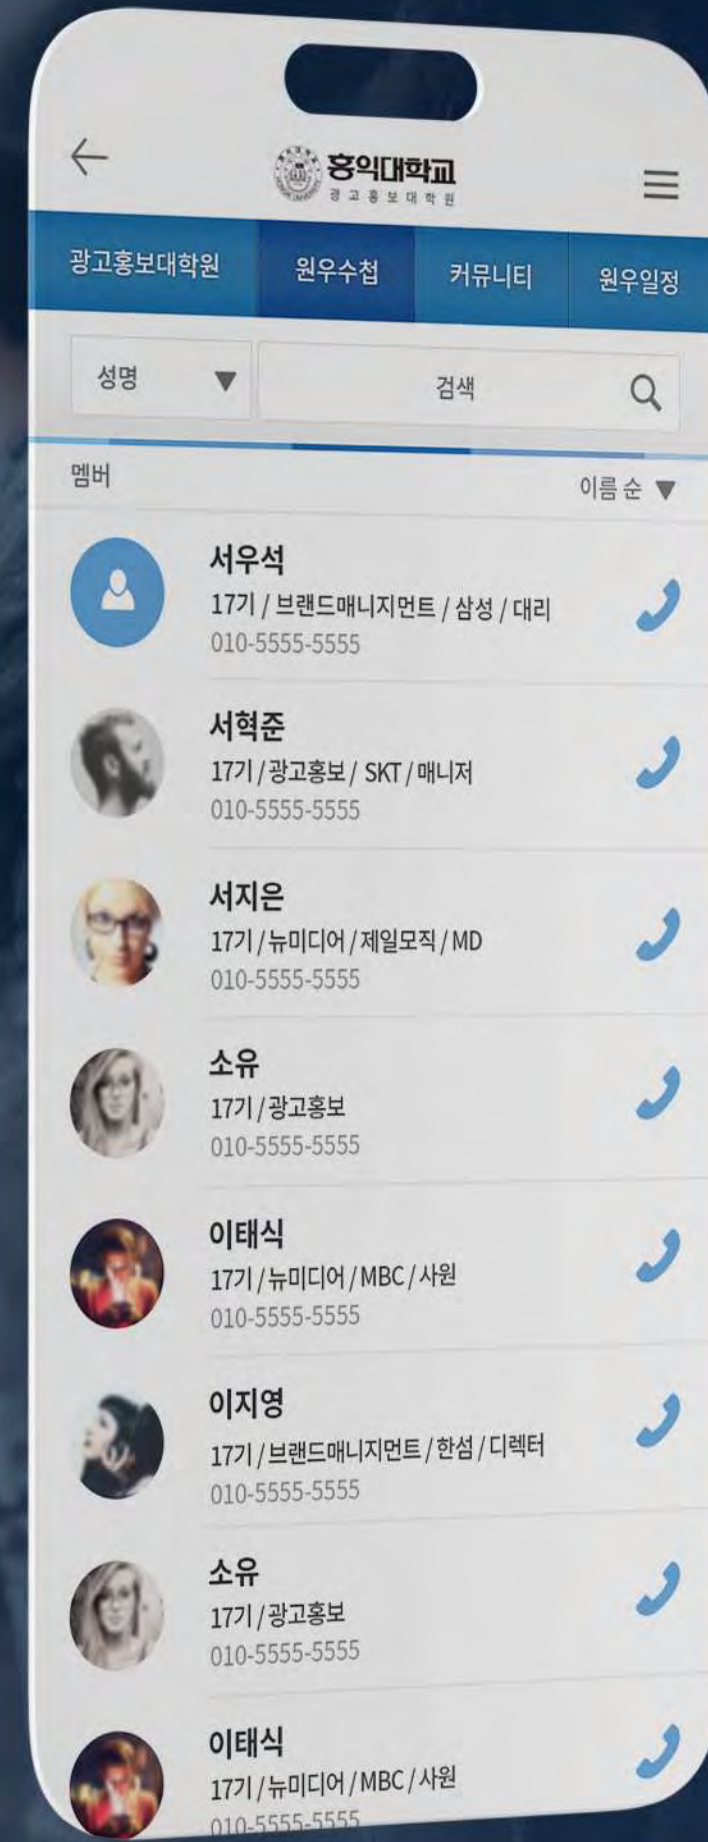 홍익대학교
광고홍보대학원
광고홍보대학원 원우수첩 커뮤니티 원우일정
성명 ▼ 검색
멤버 이름 순 ▼
서우석
17기 / 브랜드매니지먼트 / 삼성 / 대리
010-5555-5555
서혁준
17기 / 광고홍보 / SKT / 매니저
010-5555-5555
서지은
17기 / 뉴미디어 / 제일모직 / MD
010-5555-5555
소유
17기 / 광고홍보
010-5555-5555
이태식
17기 / 뉴미디어 / MBC / 사원
010-5555-5555
이지영
17기 / 브랜드매니지먼트 / 한섬 / 디렉터
010-5555-5555
소유
17기 / 광고홍보
010-5555-5555
이태식
17기 / 뉴미디어 / MBC / 사원
010-5555-5555